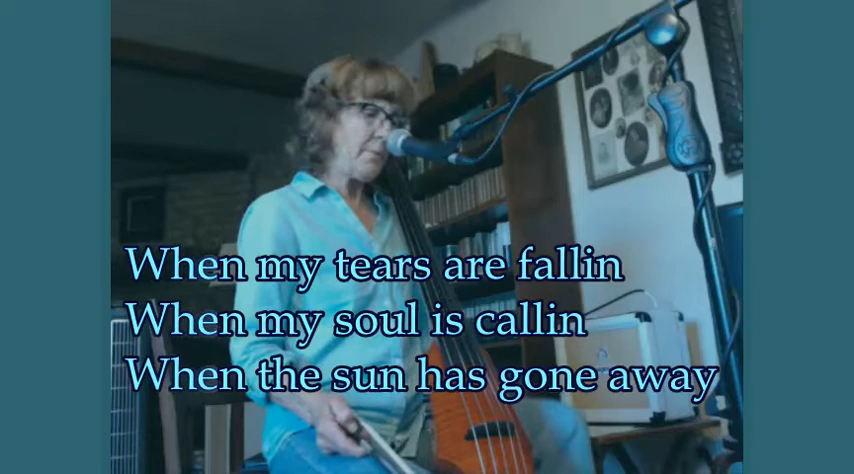 When my tears are fallin
When my soul is callin
When the sun has gone away